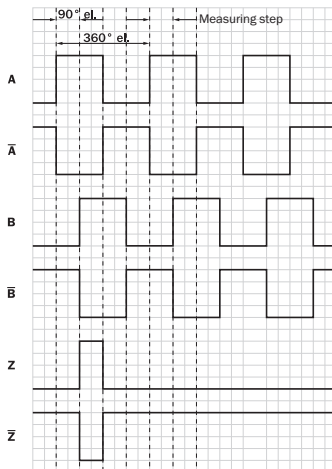 90° el.
Measuring step
360° el.
A
A̅
B
B̅
Z
Z̅